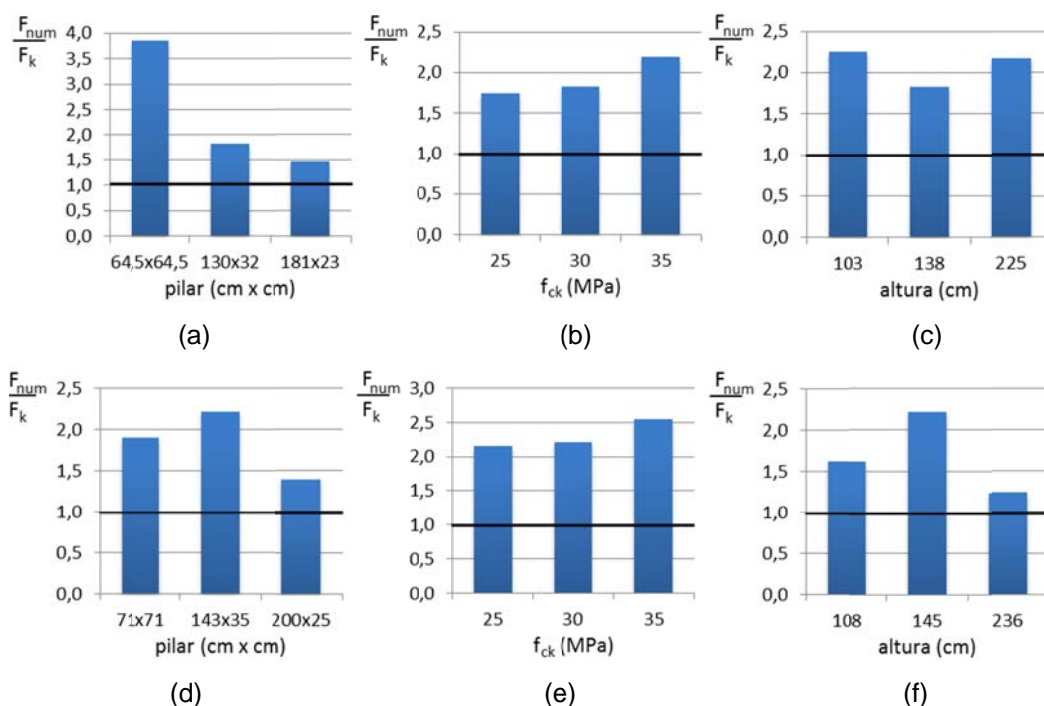 F_num
F_k
4,0
3,5
3,0
2,5
2,0
1,5
1,0
0,5
0,0
64,5x64,5 130x32 181x23
pilar (cm x cm)
(a)
F_num
F_k
2,5
2,0
1,5
1,0
0,5
0,0
25 30 35
f_ck (MPa)
(b)
F_num
F_k
2,5
2,0
1,5
1,0
0,5
0,0
103 138 225
altura (cm)
(c)
F_num
F_k
2,5
2,0
1,5
1,0
0,5
0,0
71x71 143x35 200x25
pilar (cm x cm)
(d)
F_num
F_k
3,0
2,5
2,0
1,5
1,0
0,5
0,0
25 30 35
f_ck (MPa)
(e)
F_num
F_k
2,5
2,0
1,5
1,0
0,5
0,0
108 145 236
altura (cm)
(f)